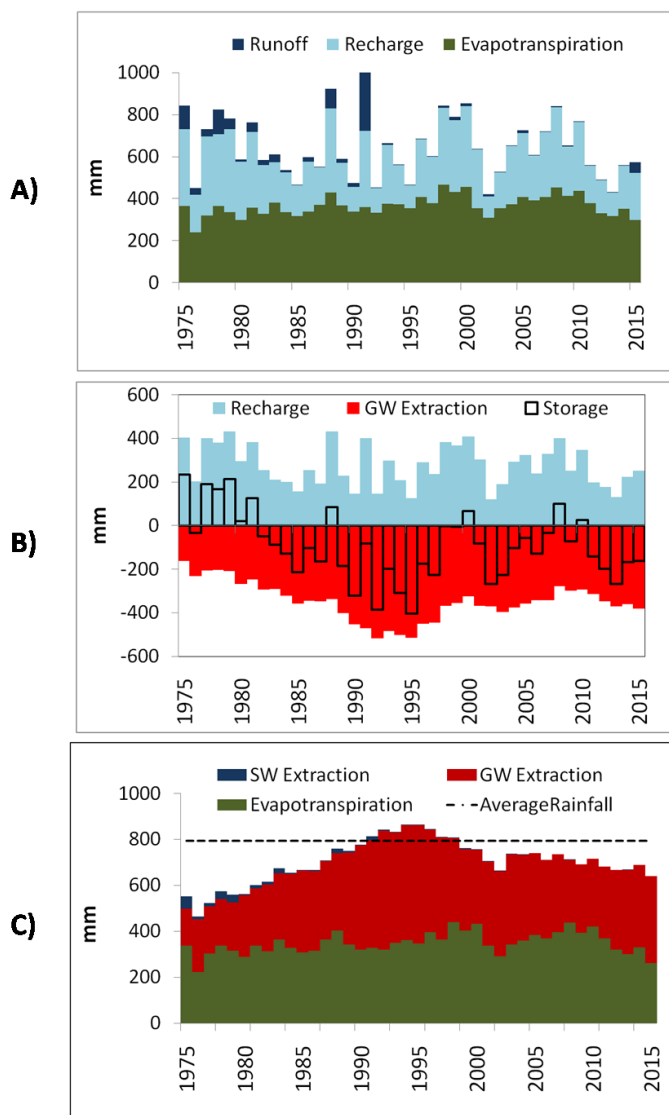 Runoff Recharge Evapotranspiration
1000
800
600
400
200
0
mm
A)
1975 1980 1985 1990 1995 2000 2005 2010 2015
600
Recharge GW Extraction Storage
400
200
0
-200
-400
-600
mm
B)
1975 1980 1985 1990 1995 2000 2005 2010 2015
SW Extraction GW Extraction
Evapotranspiration AverageRainfall
1000
800
600
400
200
0
mm
C)
1975 1980 1985 1990 1995 2000 2005 2010 2015